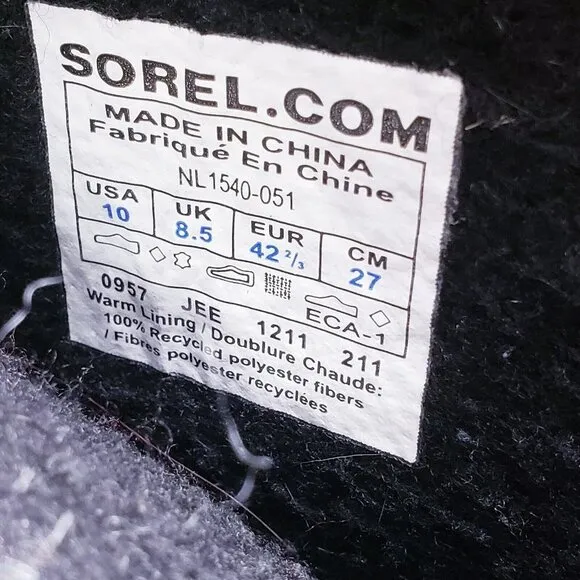 SOREL.COM
MADE IN CHINA
Fabriqué En Chine
NL1540-051
USA UK EUR CM
10 8.5 42 2/3 27
ECA-1
0957 JEE 1211 211
Warm Lining / Doublure Chaude:
100% Recycled polyester fibers
/ Fibres polyester recyclées